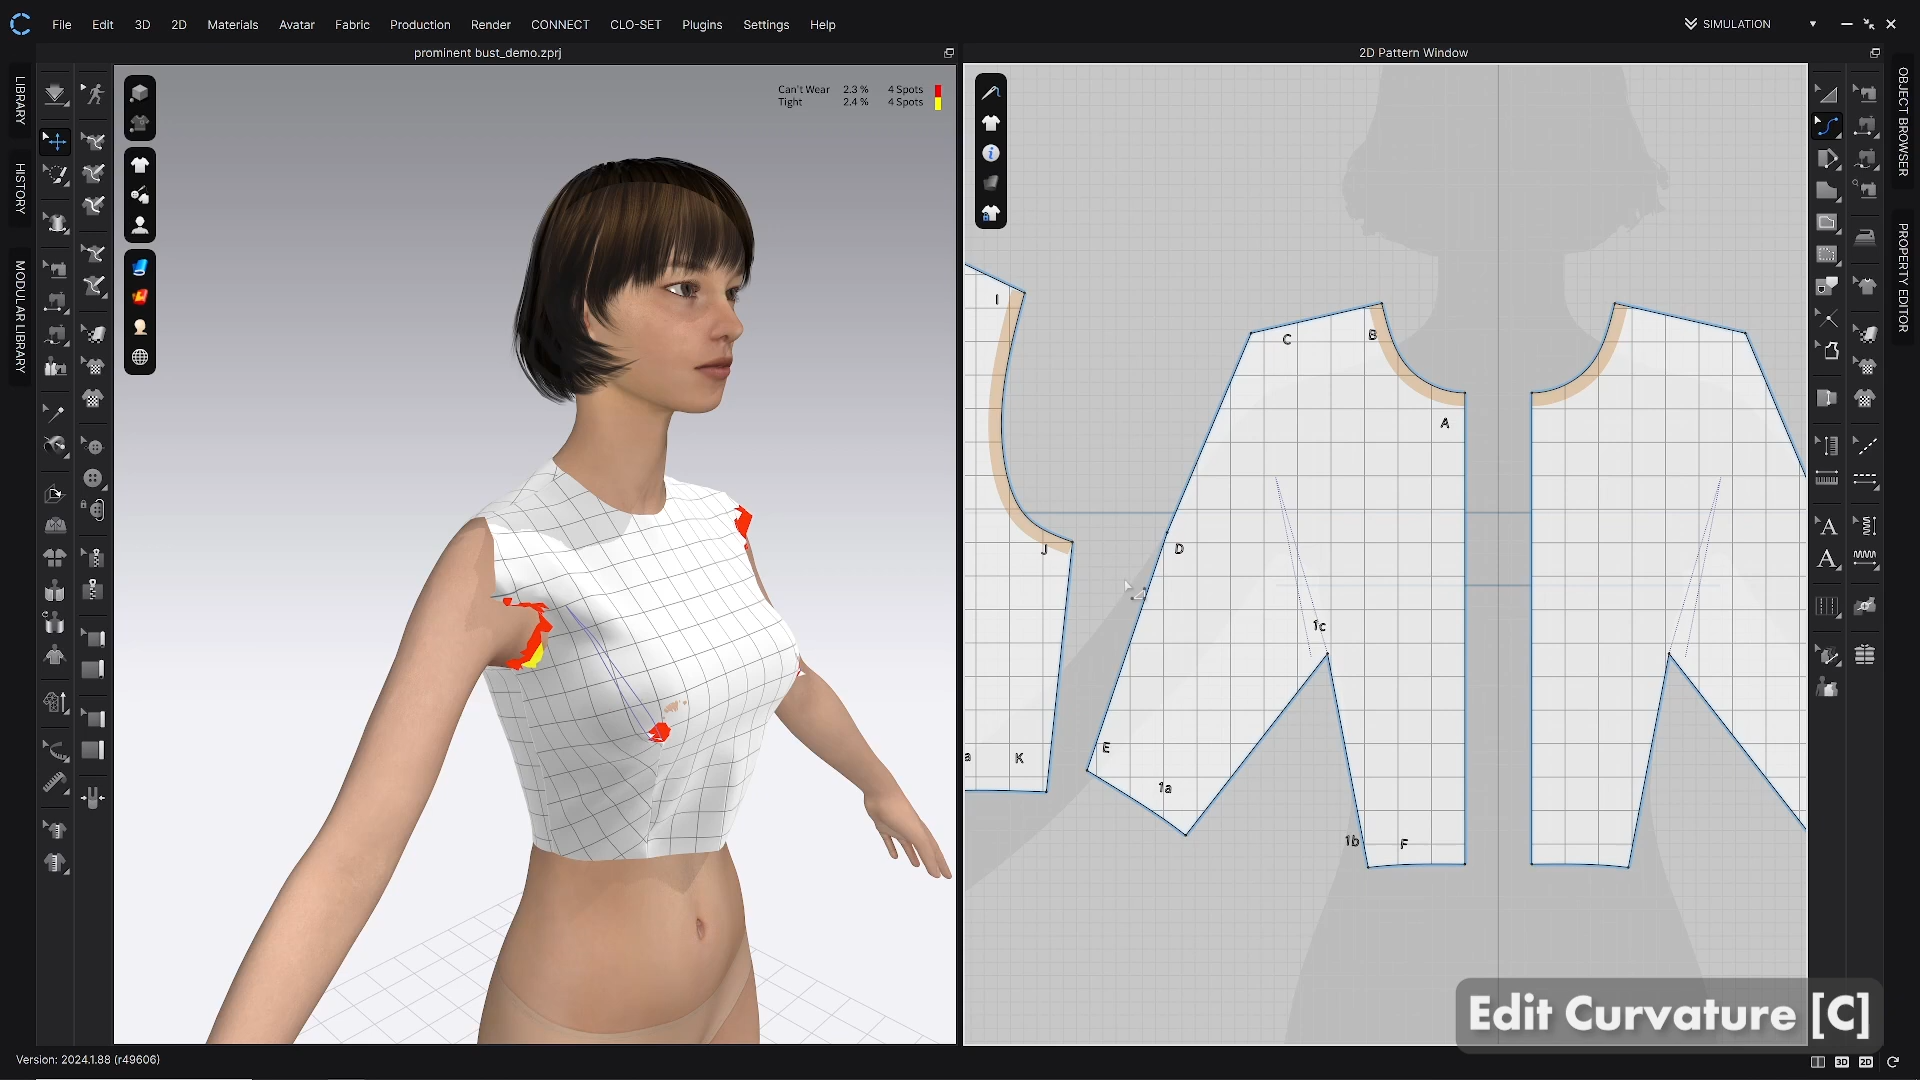 File Edit 3D 2D Materials Avatar Fabric Production Render CONNECT CLO-SET Plugins Settings Help
SIMULATION
prominent bust_demo.zprj
2D Pattern Window
LIBRARY
HISTORY
MODULAR LIBRARY
Can't Wear 2.3 % 4 Spots
Tight 2.4 % 4 Spots
OBJECT BROWSER
PROPERTY EDITOR
I
C
B
A
J
D
1c
E
a
K
1a
1b
F
A
A
Edit Curvature [C]
Version: 2024.1.88 (r49606)
3D
2D